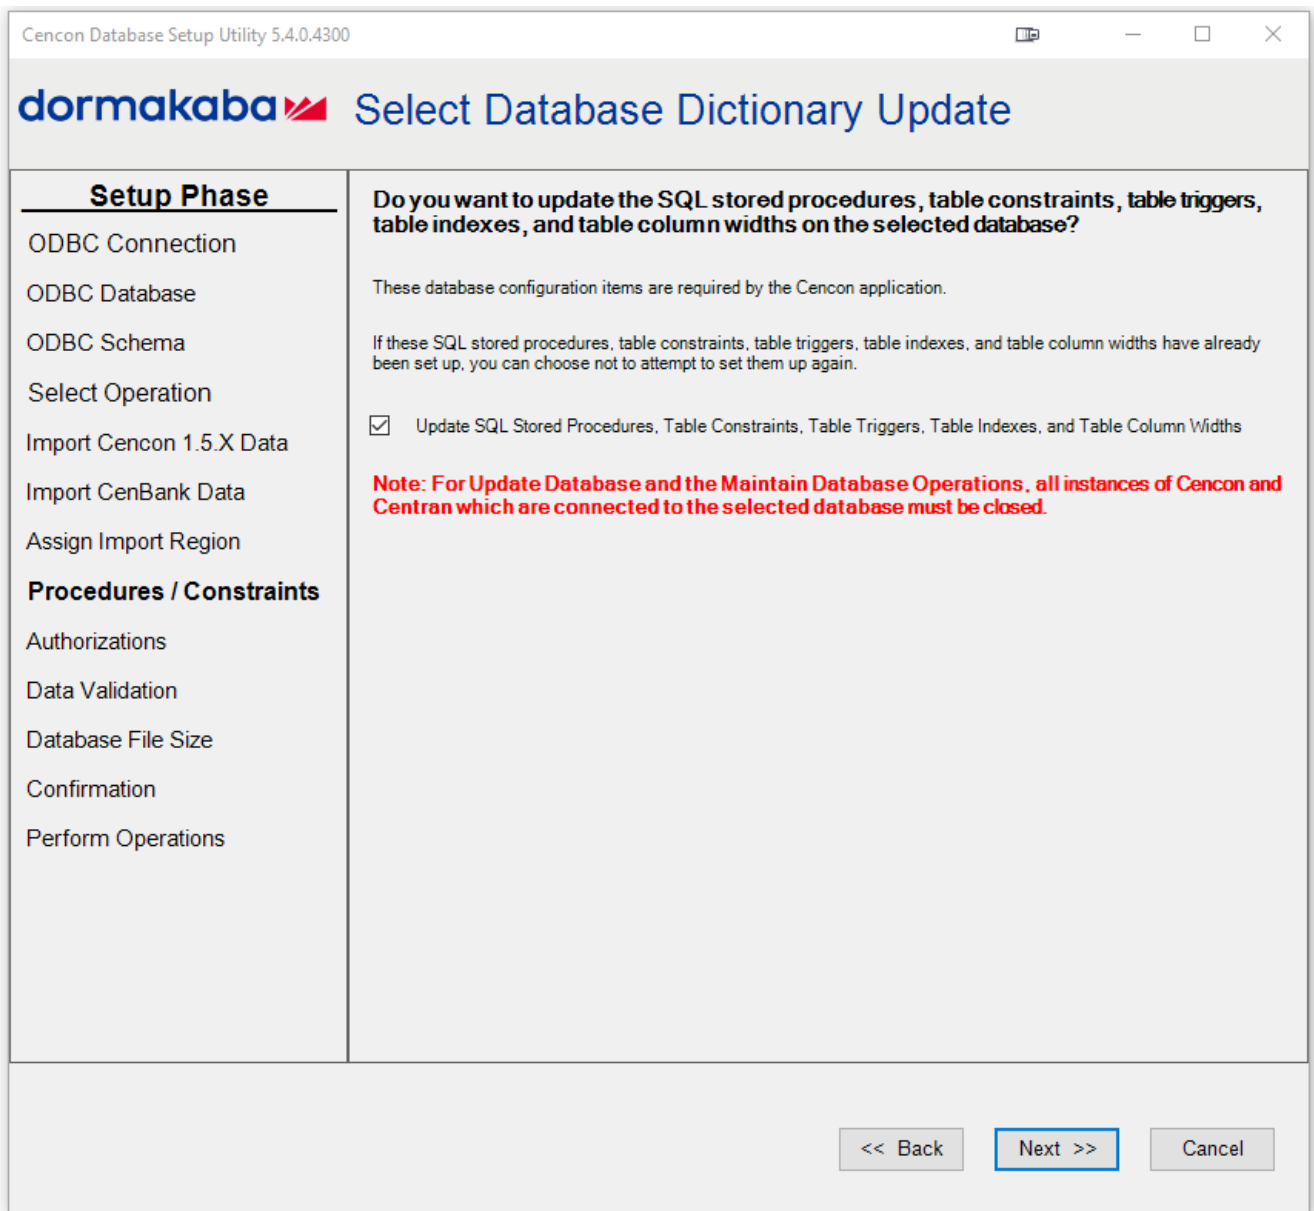 Cencon Database Setup Utility 5.4.0.4300
dormakaba Select Database Dictionary Update
Setup Phase
ODBC Connection
ODBC Database
ODBC Schema
Select Operation
Import Cencon 1.5.X Data
Import CenBank Data
Assign Import Region
Procedures / Constraints
Authorizations
Data Validation
Database File Size
Confirmation
Perform Operations
Do you want to update the SQL stored procedures, table constraints, table triggers,
table indexes, and table column widths on the selected database?
These database configuration items are required by the Cencon application.
If these SQL stored procedures, table constraints, table triggers, table indexes, and table column widths have already
been set up, you can choose not to attempt to set them up again.
Update SQL Stored Procedures, Table Constraints, Table Triggers, Table Indexes, and Table Column Widths
Note: For Update Database and the Maintain Database Operations, all instances of Cencon and
Centran which are connected to the selected database must be closed.
<< Back
Next >>
Cancel